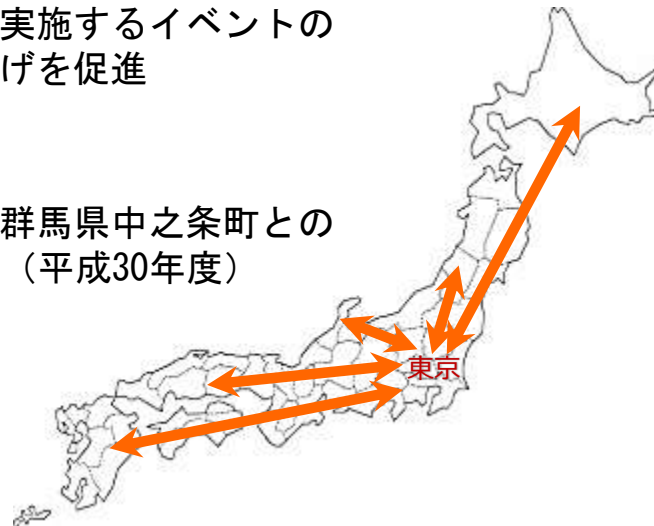 実施するイベントの
げを促進
群馬県中之条町との
（平成30年度）
東京